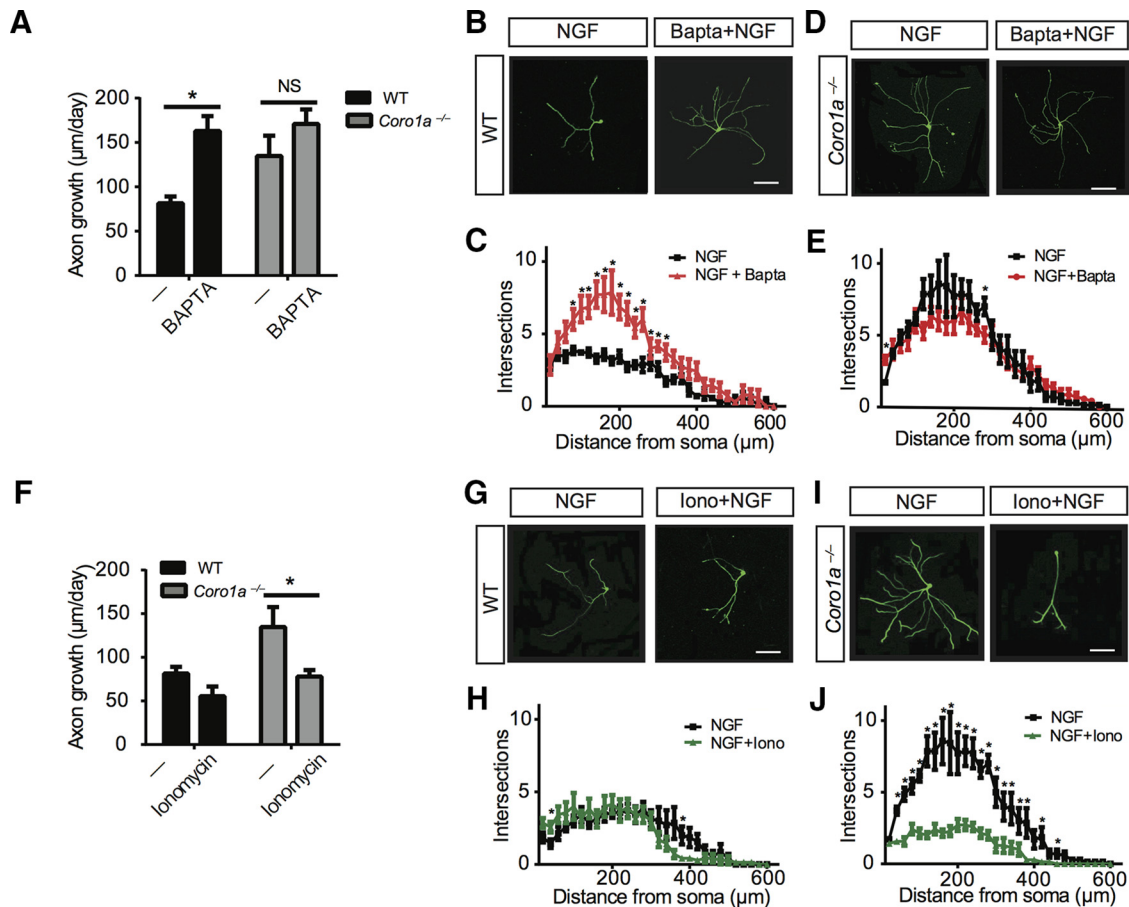 A
Axon growth (µm/day)
200
150
100
50
0
*
NS
WT
Coro1a −/−
—
BAPTA
—
BAPTA
B
NGF
Bapta+NGF
WT
C
Intersections
10
5
0
NGF
NGF + Bapta
* * * * * * * * * * * * *
200
400
600
Distance from soma (µm)
D
NGF
Bapta+NGF
Coro1a −/−
E
Intersections
10
5
0
NGF
NGF+Bapta
*
*
200
400
600
Distance from soma (µm)
F
Axon growth (µm/day)
200
150
100
50
0
WT
Coro1a −/−
*
—
Ionomycin
—
Ionomycin
G
NGF
Iono+NGF
WT
H
Intersections
10
5
0
NGF
NGF+Iono
*
*
200
400
600
Distance from soma (µm)
I
NGF
Iono+NGF
Coro1a −/−
J
Intersections
10
5
0
NGF
NGF+Iono
* * * * * * * * * * * * * * * * * * *
200
400
600
Distance from soma (µm)